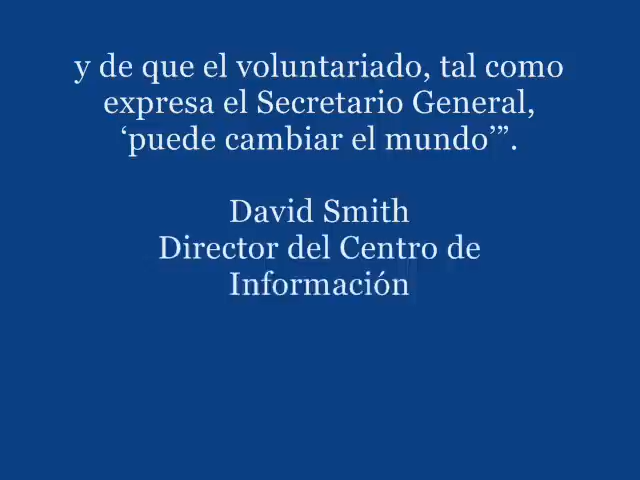 y de que el voluntariado, tal como
expresa el Secretario General,
‘puede cambiar el mundo’”.
David Smith
Director del Centro de
Información